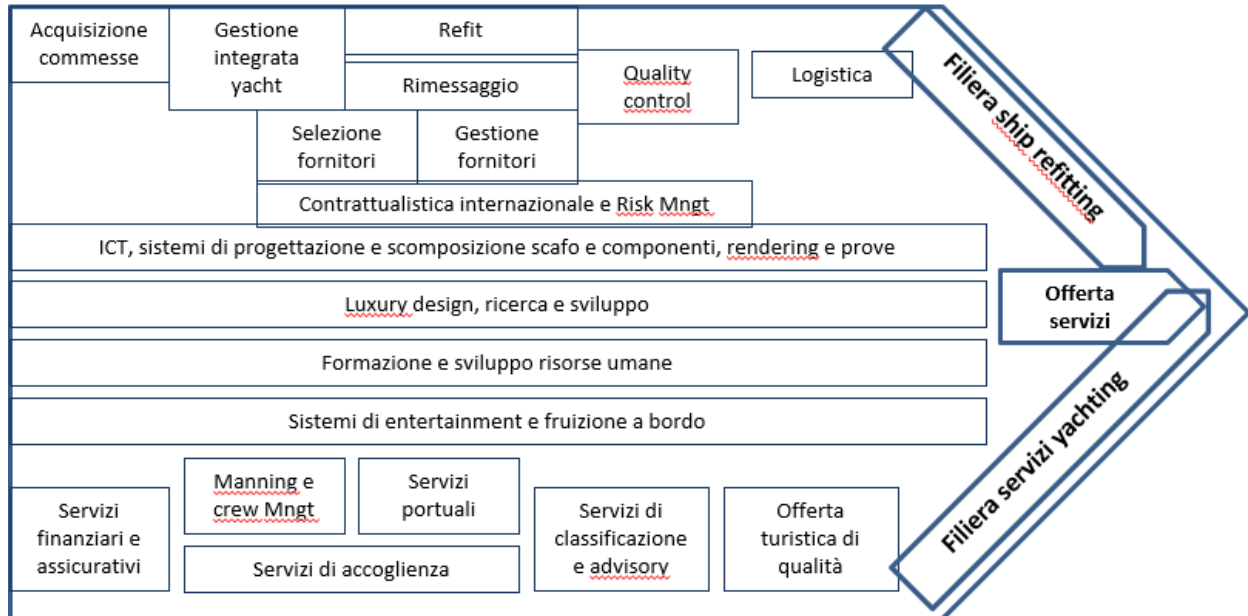 Acquisizione
commesse
Gestione
integrata
yacht
Refit
Rimessaggio
Quality
control
Logistica
Selezione
fornitori
Gestione
fornitori
Contrattualistica internazionale e Risk Mngt
ICT, sistemi di progettazione e scomposizione scafo e componenti, rendering e prove
Luxury design, ricerca e sviluppo
Formazione e sviluppo risorse umane
Sistemi di entertainment e fruizione a bordo
Manning e
crew Mngt
Servizi
portuali
Servizi
finanziari e
assicurativi
Servizi di accoglienza
Servizi di
classificazione
e advisory
Offerta
turistica di
qualità
Filiera ship refitting
Offerta
servizi
Filiera servizi yachting